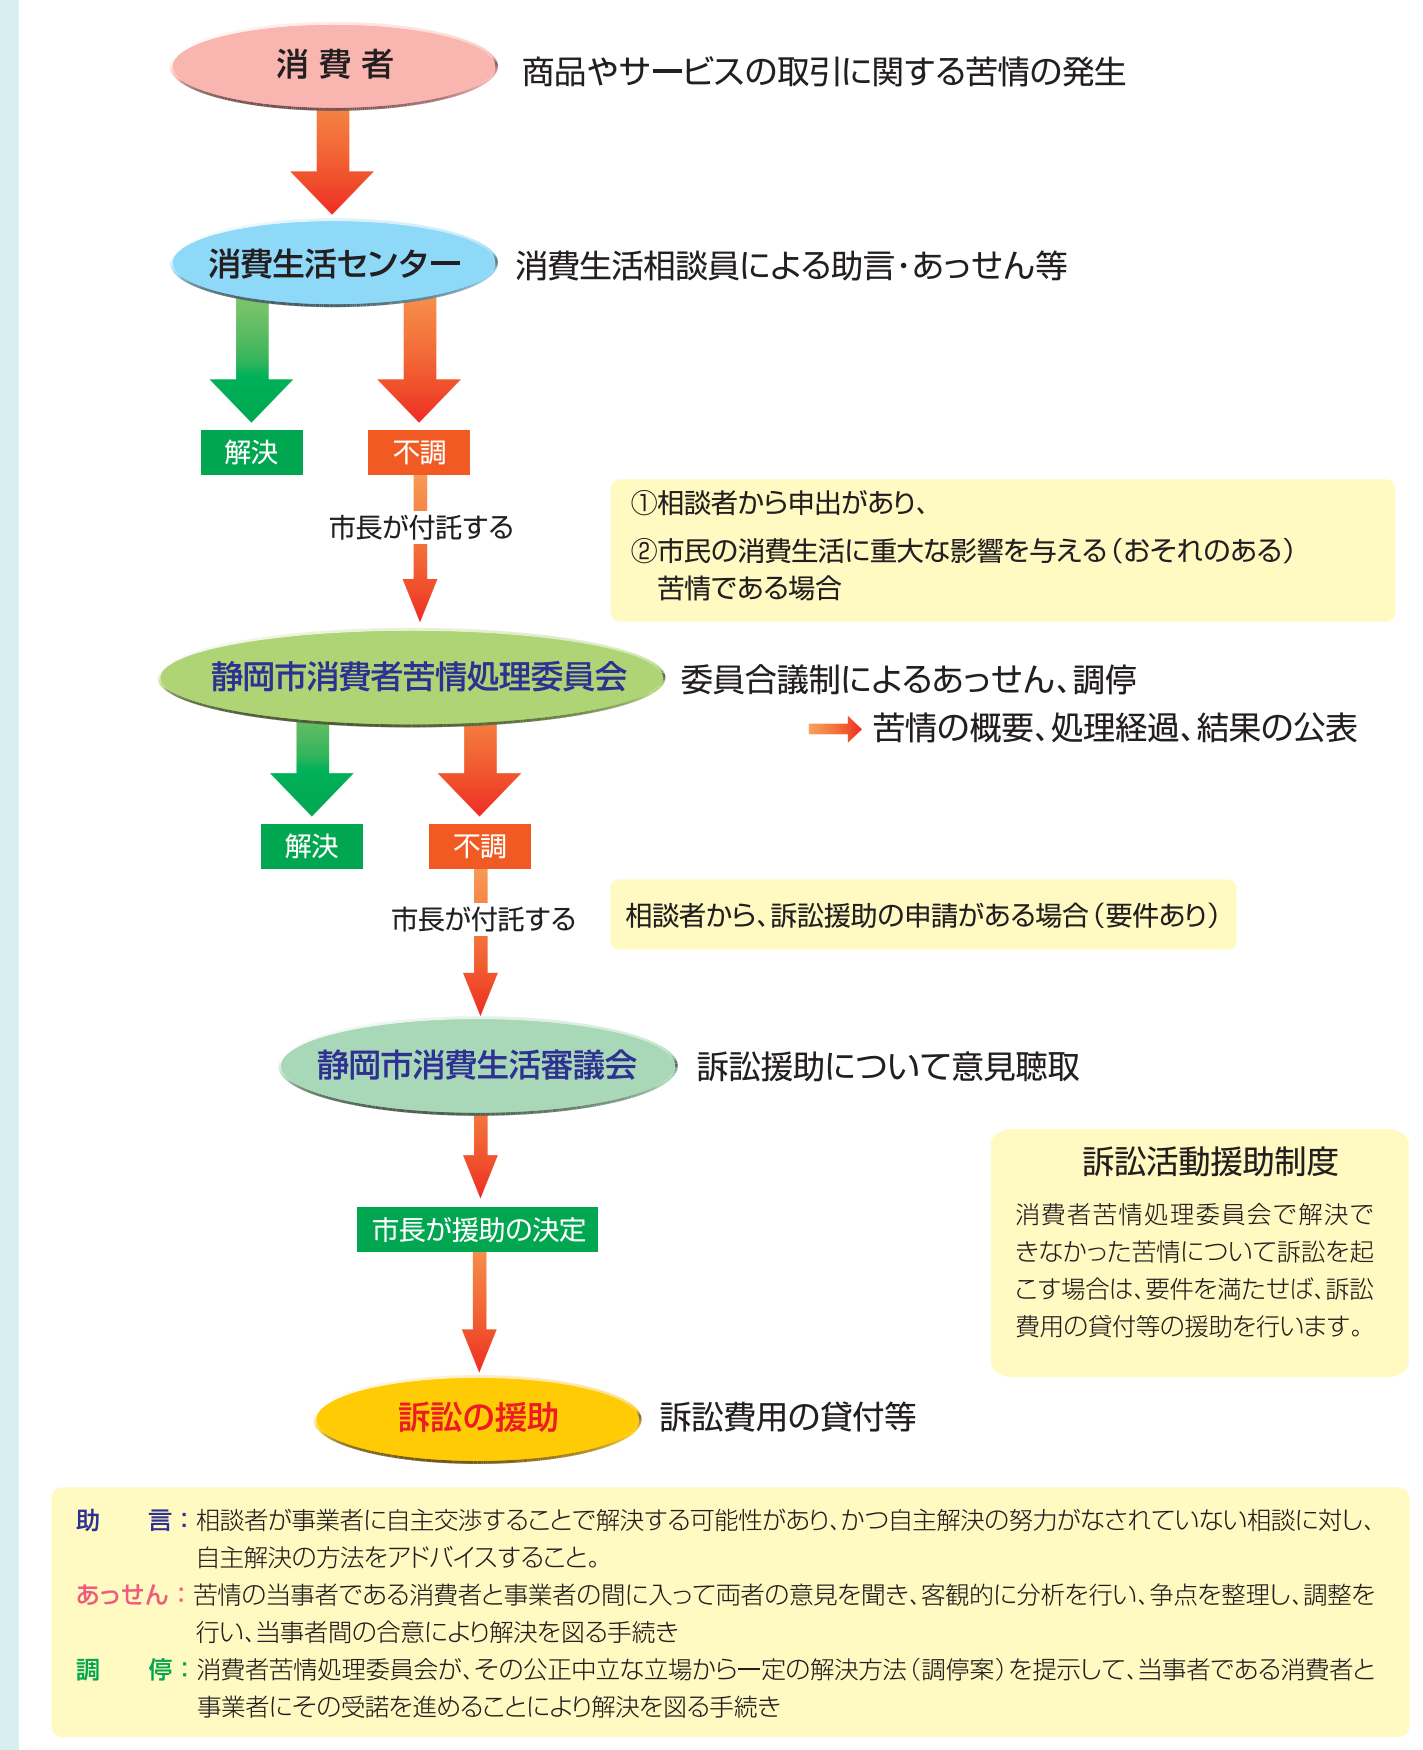 消費者
商品やサービスの取引に関する苦情の発生
消費生活センター
消費生活相談員による助言・あっせん等
解決
不調
市長が付託する
①相談者から申出があり、
②市民の消費生活に重大な影響を与える（おそれのある）
苦情である場合
静岡市消費者苦情処理委員会
委員合議制によるあっせん、調停
苦情の概要、処理経過、結果の公表
解決
不調
市長が付託する
相談者から、訴訟援助の申請がある場合（要件あり）
静岡市消費生活審議会
訴訟援助について意見聴取
市長が援助の決定
訴訟活動援助制度
消費者苦情処理委員会で解決で
きなかった苦情について訴訟を起
こす場合は、要件を満たせば、訴訟
費用の貸付等の援助を行います。
訴訟の援助
訴訟費用の貸付等
助　　言：相談者が事業者に自主交渉することで解決する可能性があり、かつ自主解決の努力がなされていない相談に対し、
自主解決の方法をアドバイスすること。
あっせん：苦情の当事者である消費者と事業者の間に入って両者の意見を聞き、客観的に分析を行い、争点を整理し、調整を
行い、当事者間の合意により解決を図る手続き
調　　停：消費者苦情処理委員会が、その公正中立な立場から一定の解決方法（調停案）を提示して、当事者である消費者と
事業者にその受諾を進めることにより解決を図る手続き